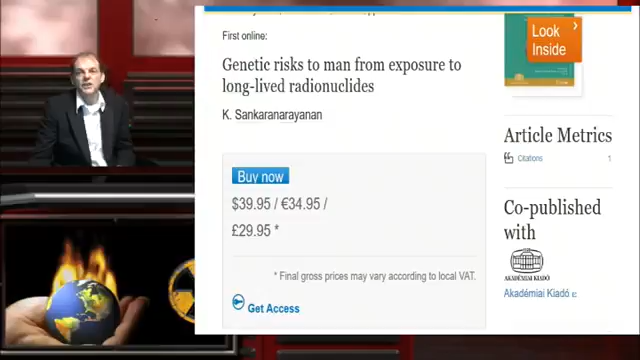 First online:
Genetic risks to man from exposure to
long-lived radionuclides
K. Sankaranarayanan
Buy now
$39.95 / €34.95 /
£29.95 *
* Final gross prices may vary according to local VAT.
Get Access
Look
Inside
Article Metrics
Citations 1
Co-published
with
AKADÉMIAI KIADÓ
Akadémiai Kiadó